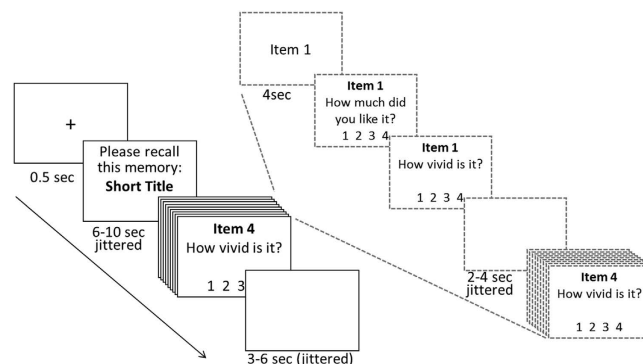 +
0.5 sec
Please recall
this memory:
Short Title
6-10 sec
jittered
Item 4
How vivid is it?
1 2 3
3-6 sec (jittered)
Item 1
4sec
Item 1
How much did
you like it?
1 2 3 4
Item 1
How vivid is it?
1 2 3 4
2-4 sec
jittered
Item 4
How vivid is it?
1 2 3 4